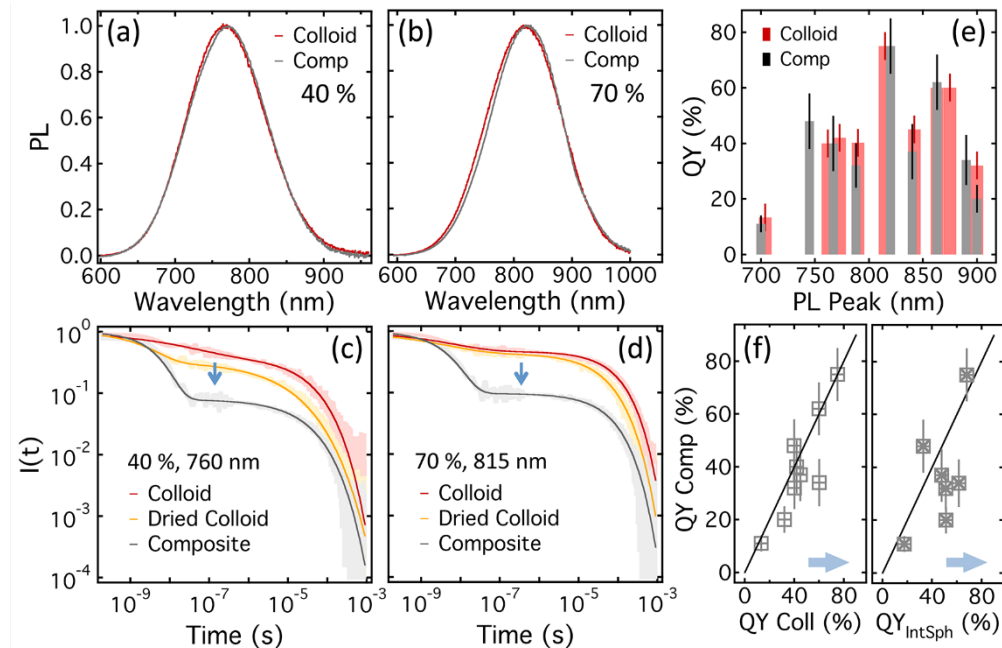 (a)
Colloid
Comp
40 %
PL
1.0
0.8
0.6
0.4
0.2
0.0
600
700
800
900
Wavelength (nm)
(b)
Colloid
Comp
70 %
600
700
800
900
1000
Wavelength (nm)
(e)
Colloid
Comp
QY (%)
80
60
40
20
0
700
750
800
850
900
PL Peak (nm)
(c)
I(t)
10^0
10^-1
10^-2
10^-3
10^-4
40 %, 760 nm
Colloid
Dried Colloid
Composite
10^-9
10^-7
10^-5
10^-3
Time (s)
(d)
70 %, 815 nm
Colloid
Dried Colloid
Composite
10^-9
10^-7
10^-5
10^-3
Time (s)
(f)
QY Comp (%)
80
60
40
20
0
0
40
80
QY Coll (%)
0
40
80
QY_IntSph (%)